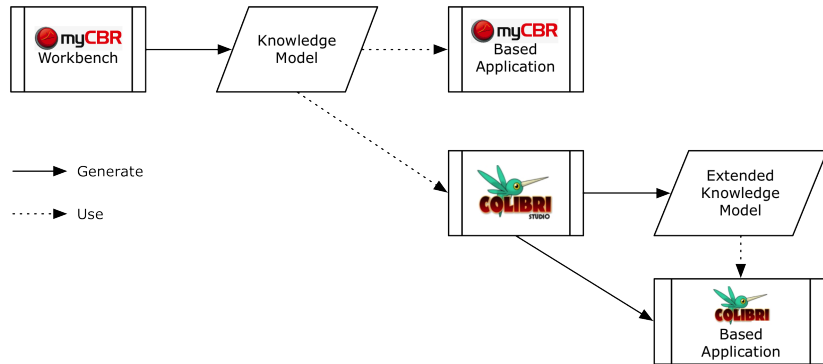 myCBR
Workbench
Knowledge
Model
myCBR
Based
Application
Generate
Use
COLIBRI
STUDIO
Extended
Knowledge
Model
COLIBRI
Based
Application